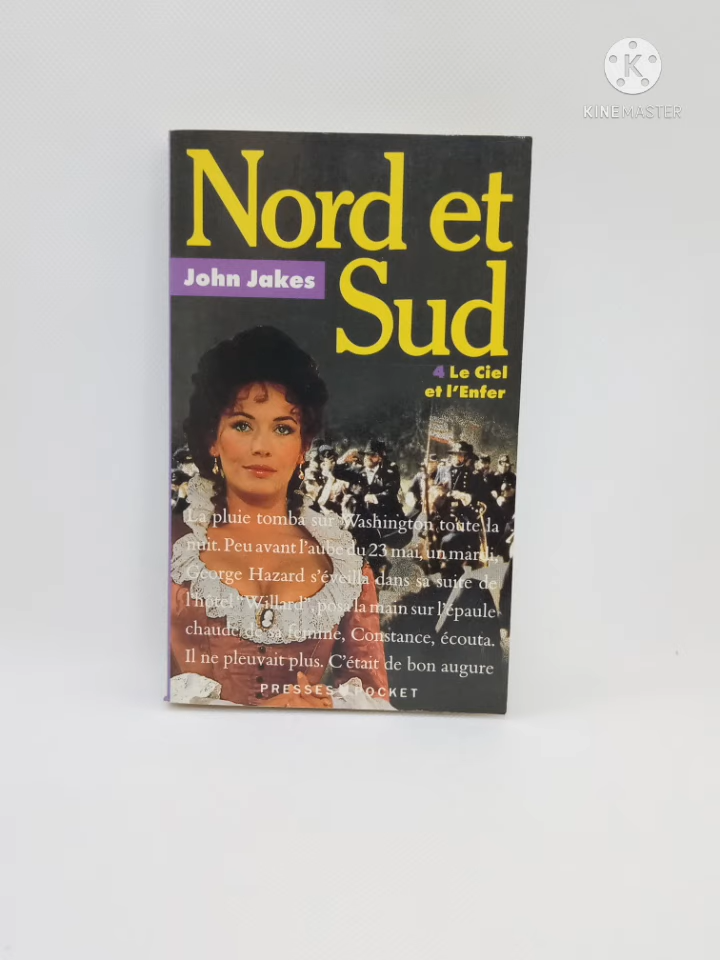 KINEMASTER
Nord et
John Jakes
Sud
4 Le Ciel
et l'Enfer
La pluie tomba sur Washington toute la
nuit. Peu avant l'aube du 23 mai, un mardi,
George Hazard s'éveilla dans sa suite de
l'hôtel "Willard", posa la main sur l'épaule
chaude de sa femme, Constance, écouta.
Il ne pleuvait plus. C'était de bon augure
PRESSES POCKET